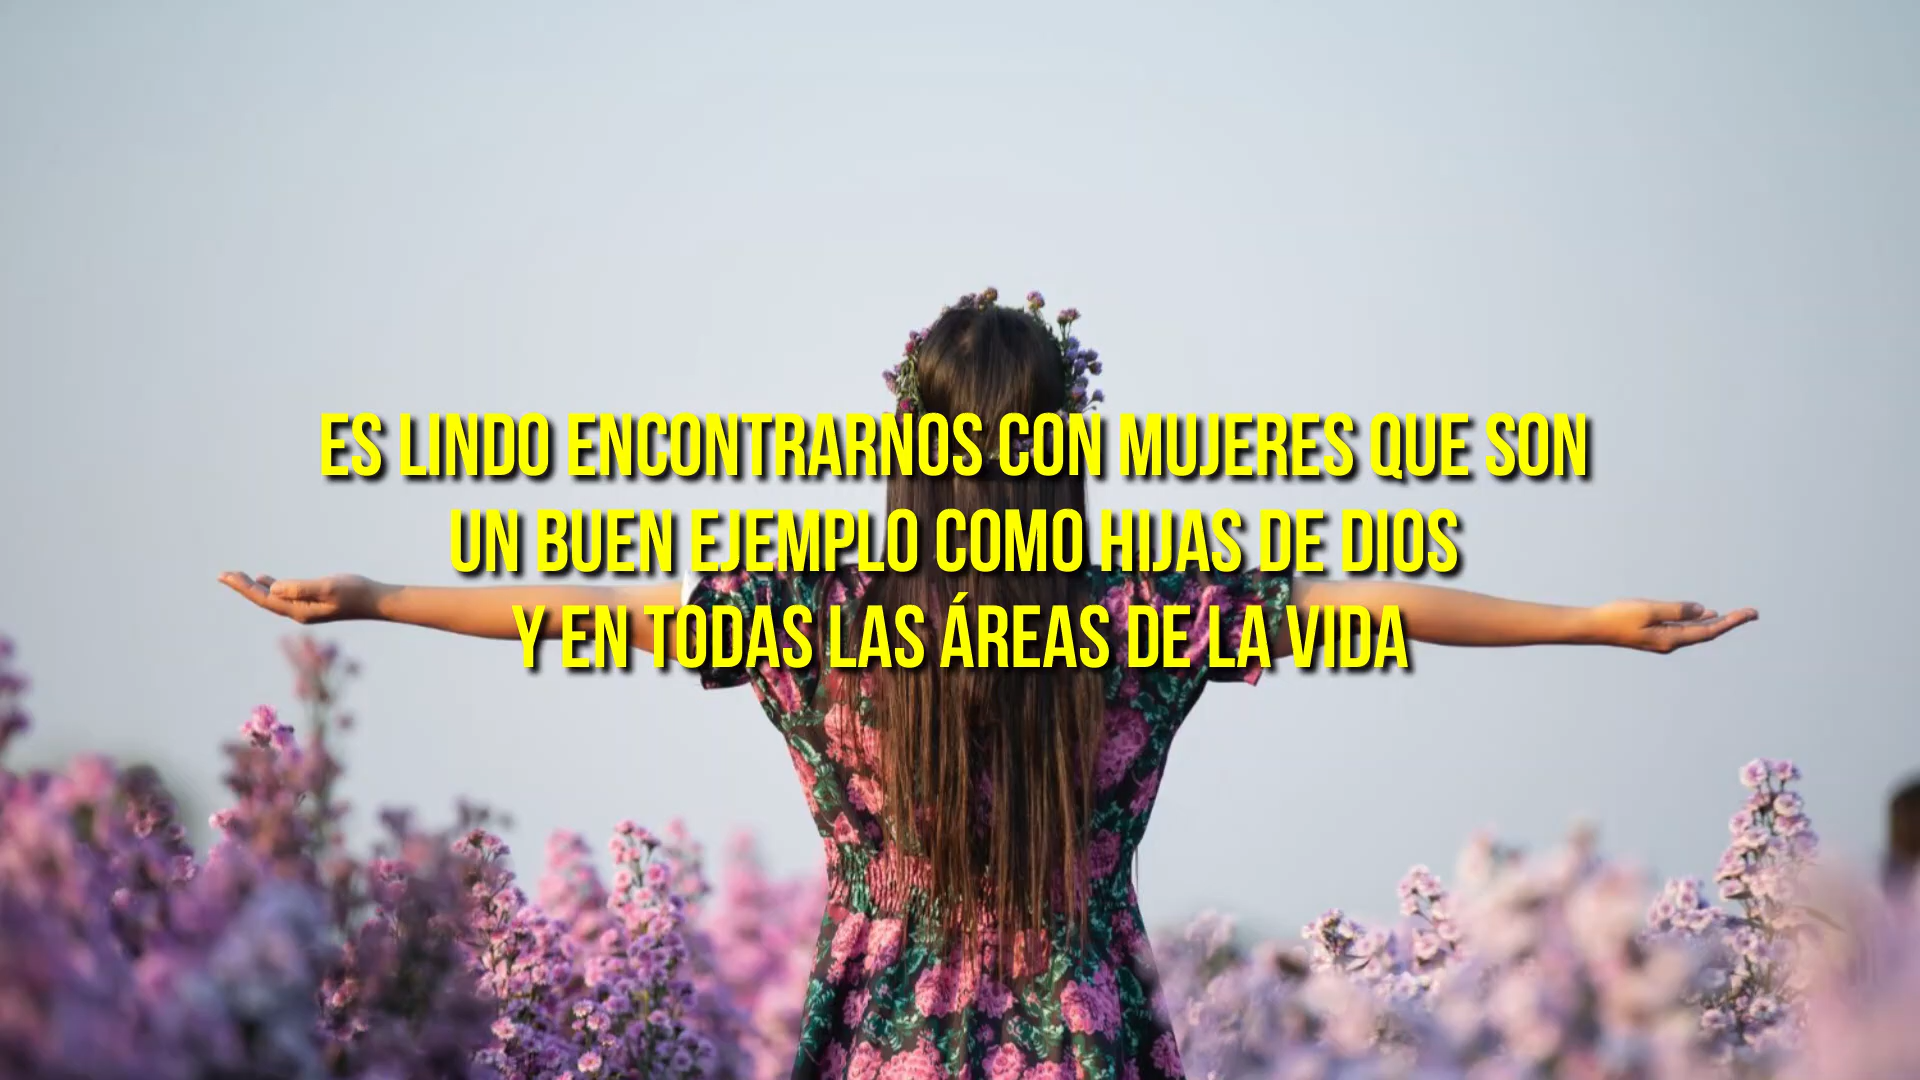 ES LINDO ENCONTRARNOS CON MUJERES QUE SON
UN BUEN EJEMPLO COMO HIJAS DE DIOS
Y EN TODAS LAS ÁREAS DE LA VIDA